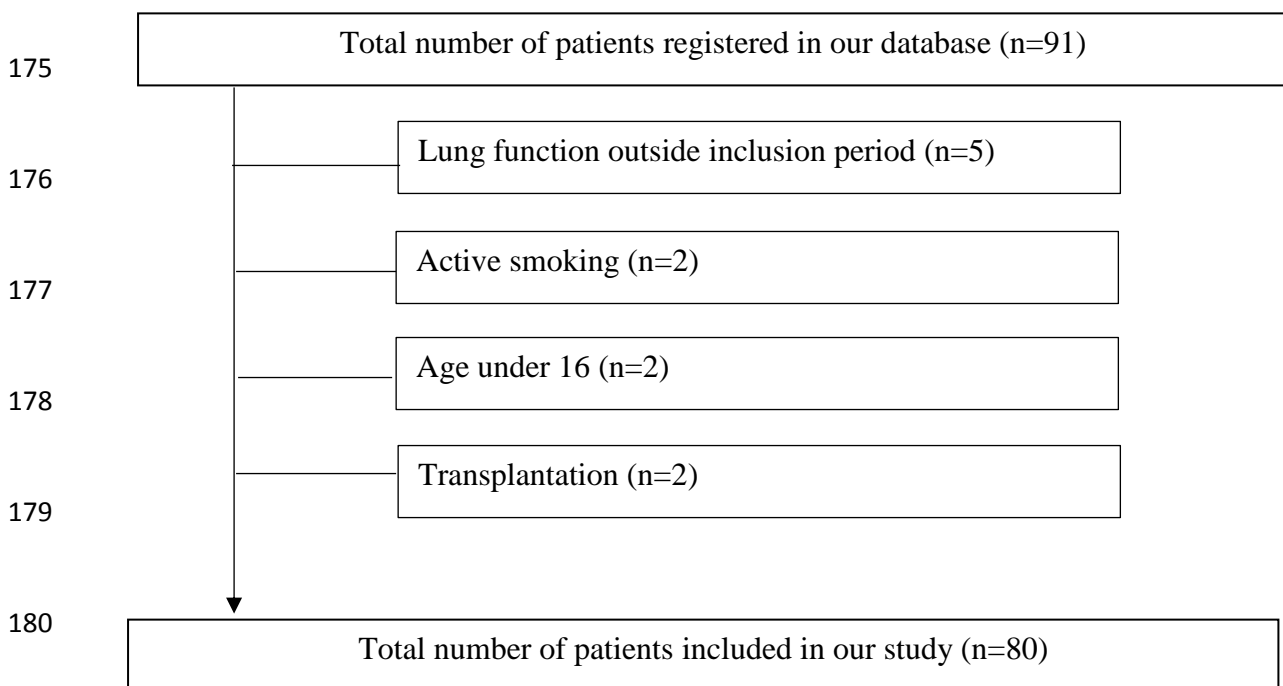 Total number of patients registered in our database (n=91)
175
Lung function outside inclusion period (n=5)
176
Active smoking (n=2)
177
Age under 16 (n=2)
178
Transplantation (n=2)
179
180
Total number of patients included in our study (n=80)